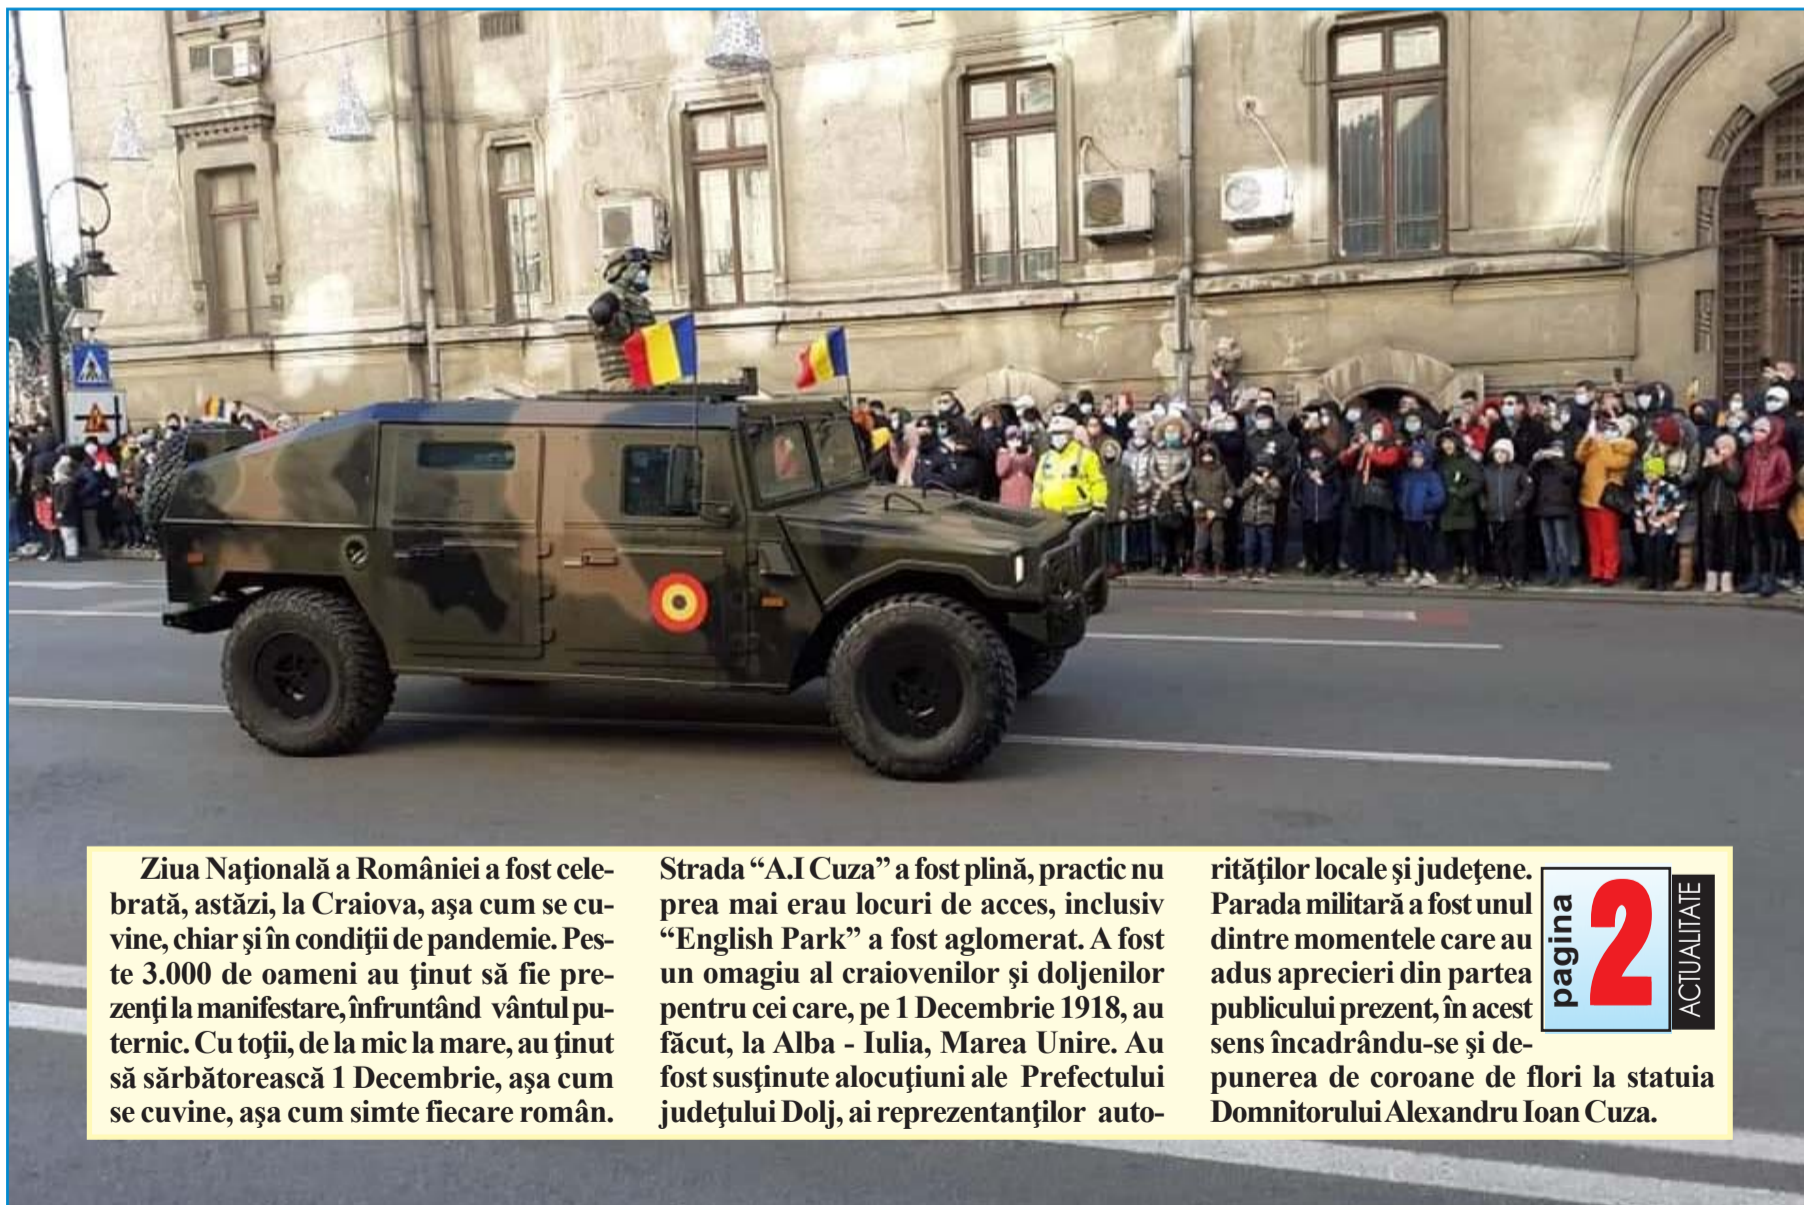 Ziua Naţională a României a fost cele-
brată, astăzi, la Craiova, aşa cum se cu-
vine, chiar şi în condiţii de pandemie. Pes-
te 3.000 de oameni au ţinut să fie pre-
zenţi la manifestare, înfruntând vântul pu-
ternic. Cu toţii, de la mic la mare, au ţinut
să sărbătorească 1 Decembrie, aşa cum
se cuvine, aşa cum simte fiecare român.
Strada “A.I Cuza” a fost plină, practic nu
prea mai erau locuri de acces, inclusiv
“English Park” a fost aglomerat. A fost
un omagiu al craiovenilor şi doljenilor
pentru cei care, pe 1 Decembrie 1918, au
făcut, la Alba - Iulia, Marea Unire. Au
fost susţinute alocuţiuni ale Prefectului
judeţului Dolj, ai reprezentanţilor auto-
rităţilor locale şi judeţene.
Parada militară a fost unul
dintre momentele care au
adus aprecieri din partea
publicului prezent, în acest
sens încadrându-se şi de-
punerea de coroane de flori la statuia
Domnitorului Alexandru Ioan Cuza.
pagina
2
ACTUALITATE